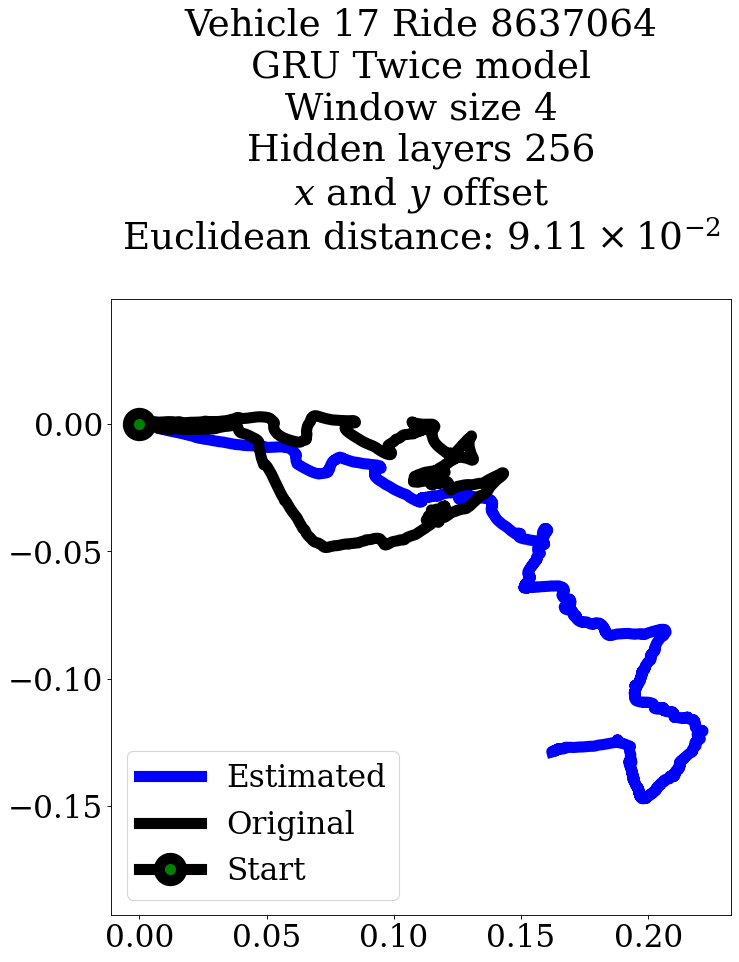 Vehicle 17 Ride 8637064
GRU Twice model
Window size 4
Hidden layers 256
x and y offset
Euclidean distance: 9.11 × 10⁻²
0.00
−0.05
−0.10
−0.15
Estimated
Original
Start
0.00 0.05 0.10 0.15 0.20